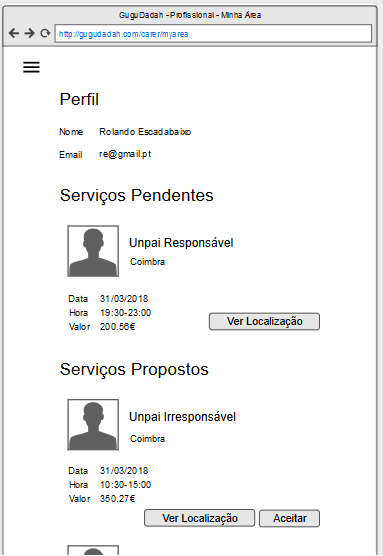 GuguDadah - Profissional - Minha Área
http://gugudadah.com/carer/myarea
Perfil
Nome Rolando Escadabaixo
Email re@gmail.pt
Serviços Pendentes
Unpai Responsável
Coimbra
Data 31/03/2018
Hora 19:30-23:00
Valor 200.56€
Ver Localização
Serviços Propostos
Unpai Irresponsável
Coimbra
Data 31/03/2018
Hora 10:30-15:00
Valor 350.27€
Ver Localização Aceitar